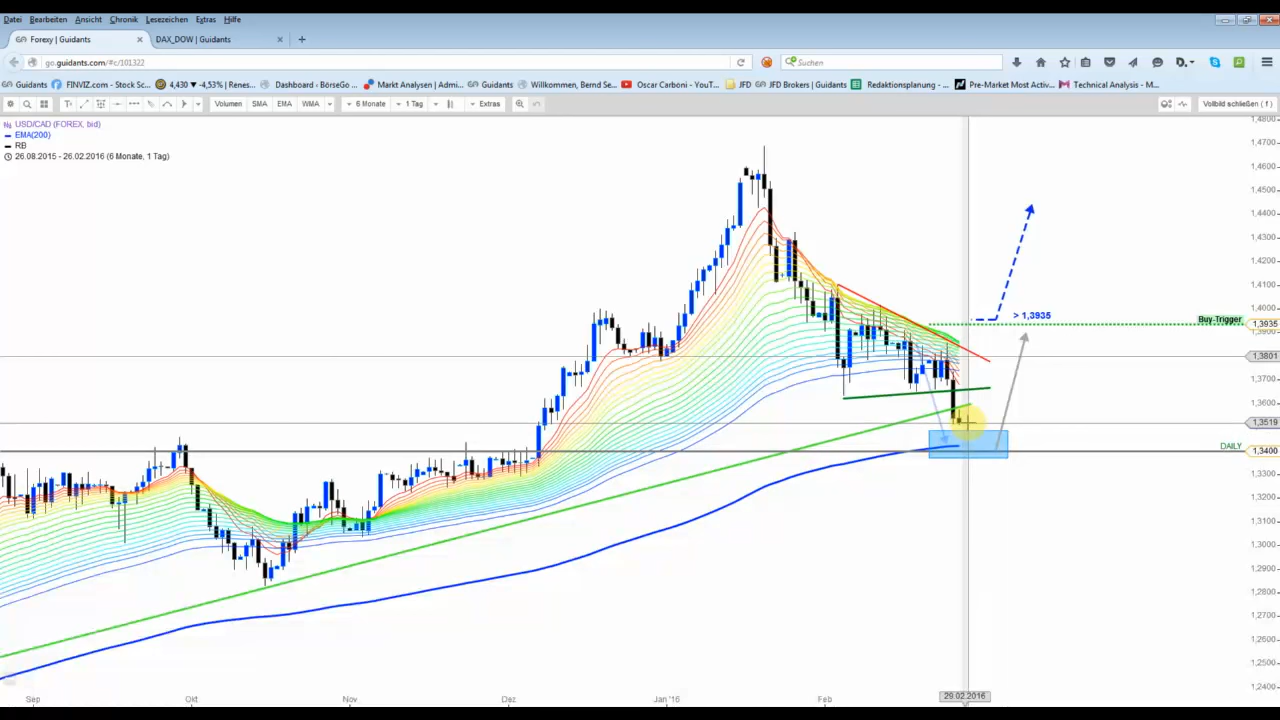 Datei Bearbeiten Ansicht Chronik Lesezeichen Extras Hilfe
Forexy | Guidants × DAX_DOW | Guidants × +
go.guidants.com/#c/101322 Suchen
Guidants FINVIZ.com - Stock Sc... 4,430 ▼ -4,53% | Renes... Dashboard - BörseGo ... Markt Analysen | Admi... Guidants Willkommen, Bernd Se... Oscar Carboni - YouT... JFD JFD Brokers | Guidants Redaktionsplanung - ... Pre-Market Most Activ... Technical Analysis - M...
Volumen SMA EMA WMA 6 Monate 1 Tag Extras Vollbild schließen ( f )
USD/CAD (FOREX, bid)
EMA(200)
RB
26.08.2015 - 26.02.2016 (6 Monate, 1 Tag)
1,4800
1,4700
1,4600
1,4500
1,4400
1,4300
1,4200
1,4100
1,4000
> 1,3935
Buy-Trigger
1,3935
1,3801
1,3700
1,3600
1,3519
DAILY
1,3400
1,3300
1,3200
1,3100
1,3000
1,2900
1,2800
1,2700
1,2600
1,2500
1,2400
Sep Okt Nov Dez Jan '16 Feb 29.02.2016